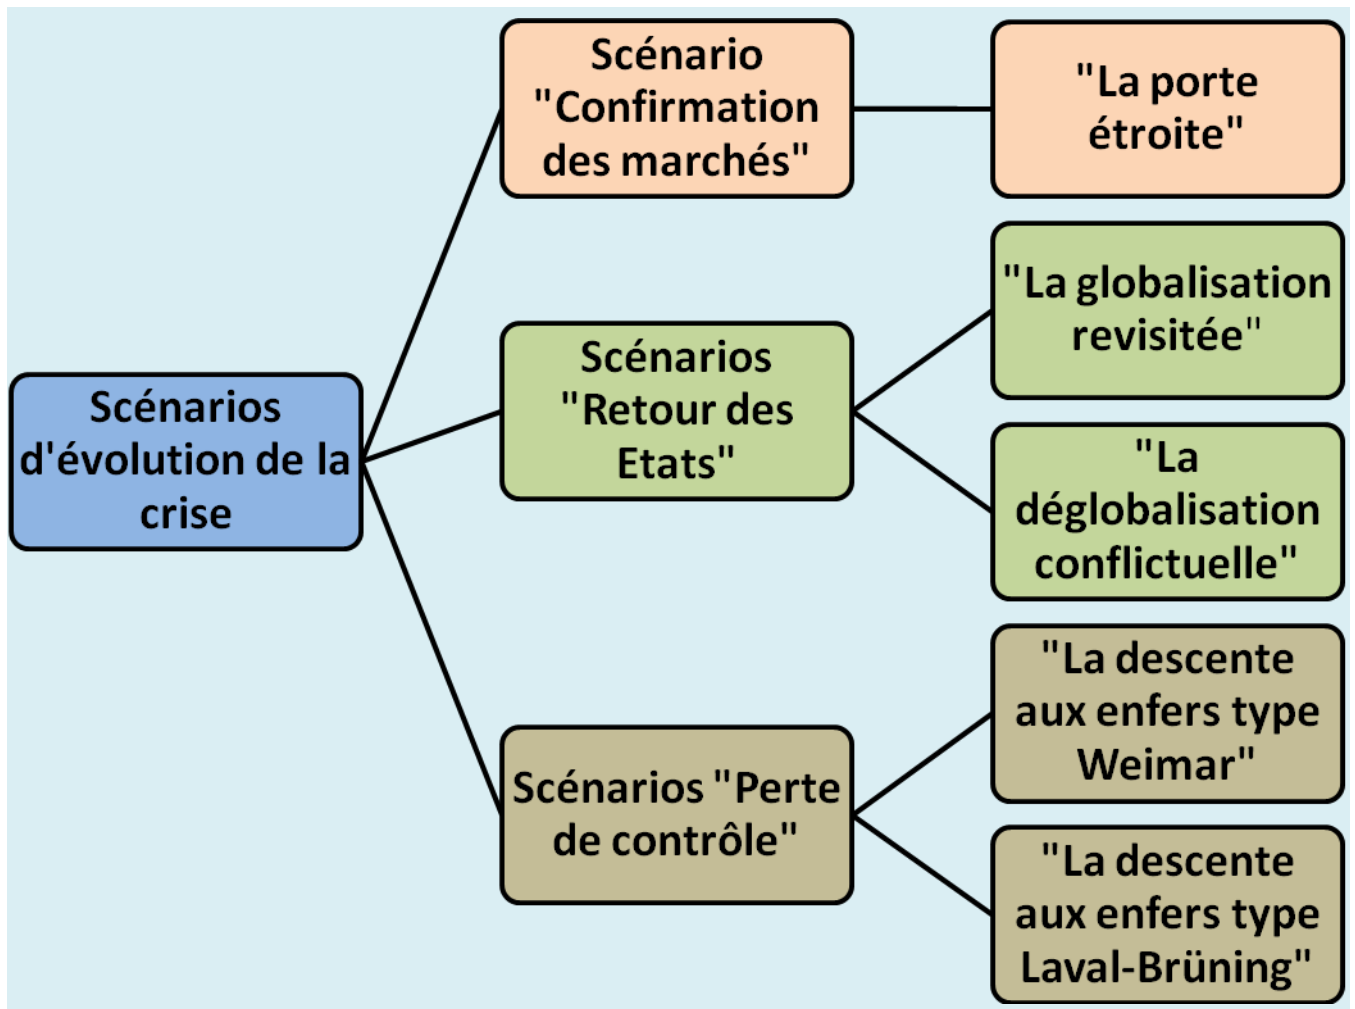 Scénario
"Confirmation
des marchés"
"La porte
étroite"
"La globalisation
revisitée"
Scénarios
"Retour des
Etats"
Scénarios
d'évolution de la
crise
"La
déglobalisation
conflictuelle"
"La descente
aux enfers type
Weimar"
Scénarios "Perte
de contrôle"
"La descente
aux enfers type
Laval-Brüning"